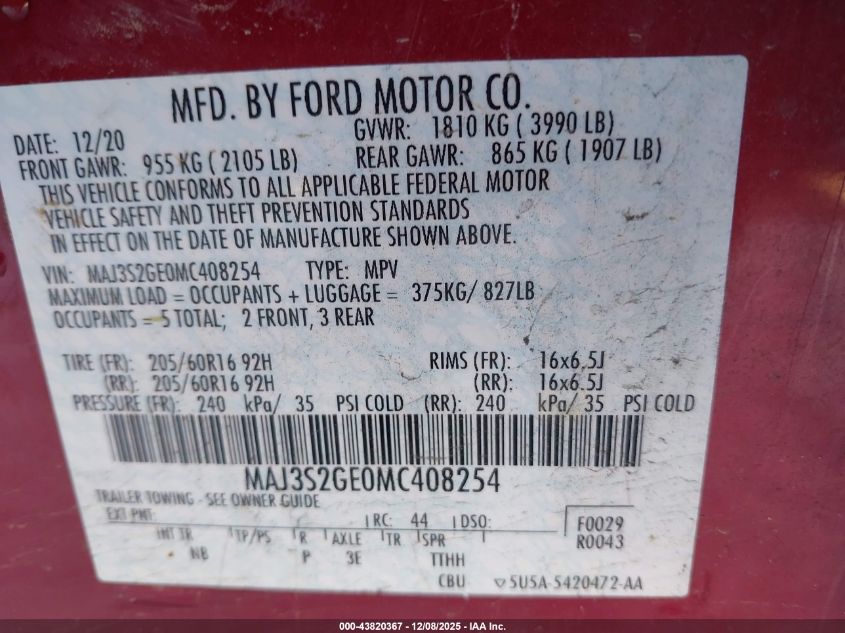 MFD. BY FORD MOTOR CO.
DATE: 12/20 GVWR: 1810 KG ( 3990 LB)
FRONT GAWR: 955 KG ( 2105 LB) REAR GAWR: 865 KG ( 1907 LB)
THIS VEHICLE CONFORMS TO ALL APPLICABLE FEDERAL MOTOR
VEHICLE SAFETY AND THEFT PREVENTION STANDARDS
IN EFFECT ON THE DATE OF MANUFACTURE SHOWN ABOVE.
VIN: MAJ3S2GE0MC408254 TYPE: MPV
MAXIMUM LOAD = OCCUPANTS + LUGGAGE = 375KG/ 827LB
OCCUPANTS = 5 TOTAL; 2 FRONT, 3 REAR
TIRE (FR): 205/60R16 92H RIMS (FR): 16x6.5J
(RR): 205/60R16 92H (RR): 16x6.5J
PRESSURE (FR): 240 kPa/ 35 PSI COLD (RR): 240 kPa/ 35 PSI COLD
MAJ3S2GE0MC408254
TRAILER TOWING - SEE OWNER GUIDE
EXT PNT: RC: 44 DSO: F0029
INT TR TP/PS R AXLE TR SPR R0043
NB P 3E TTHH
CBU 5U5A-5420472-AA
000-43820367 - 12/08/2025 - IAA Inc.